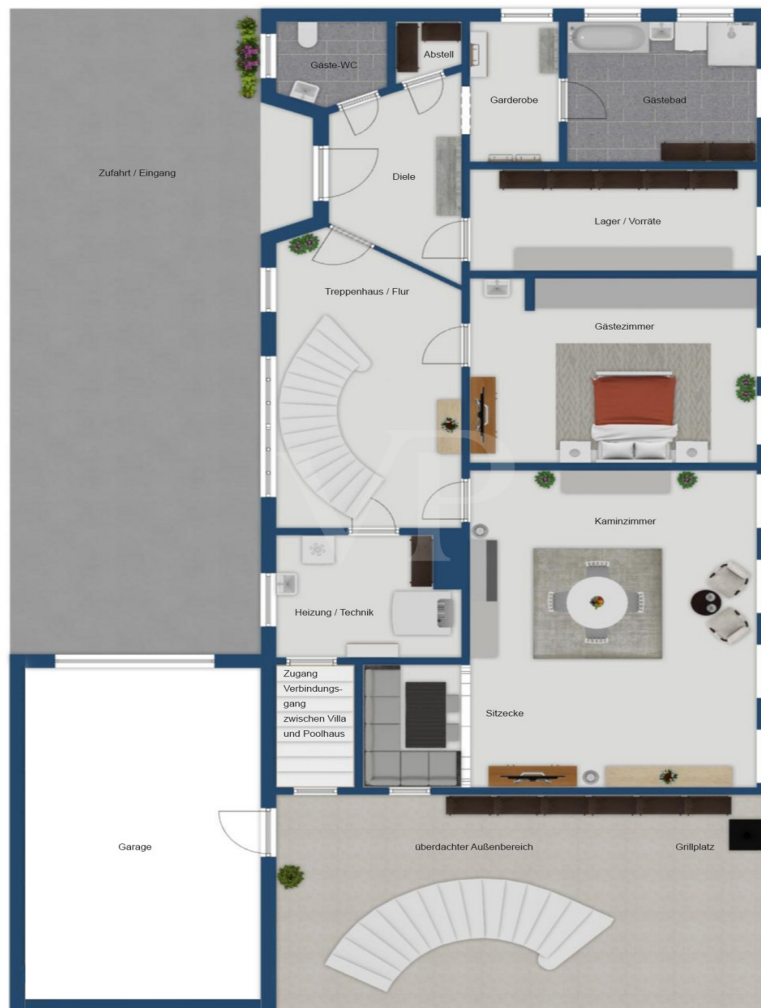 Gäste-WC
Abstell
Garderobe
Gästebad
Zufahrt / Eingang
Diele
Lager / Vorräte
Treppenhaus / Flur
Gästezimmer
VP
Kaminzimmer
Heizung / Technik
Zugang
Verbindungs-
gang
zwischen Villa
und Poolhaus
Sitzecke
Garage
überdachter Außenbereich
Grillplatz